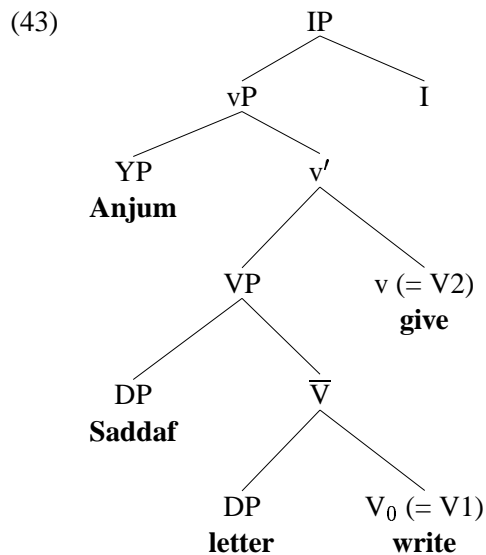 (43) IP
vP I
YP v′
Anjum
VP v (= V2)
give
DP V̅
Saddaf
DP V₀ (= V1)
letter write